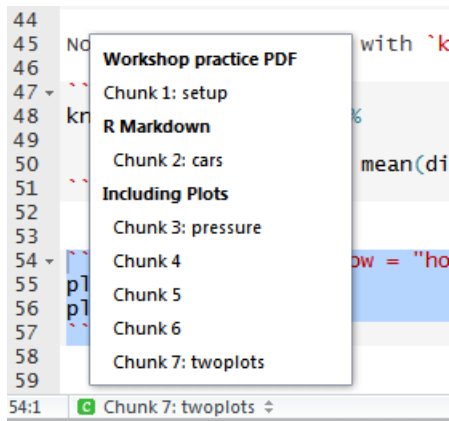 44
45 No with `k
46
47 ``
48 kn %
49
50 mean(di
51 ``
52
53
54 `` ow = "ho
55 pl
56 pl
57 ``
58
59
Workshop practice PDF
Chunk 1: setup
R Markdown
Chunk 2: cars
Including Plots
Chunk 3: pressure
Chunk 4
Chunk 5
Chunk 6
Chunk 7: twoplots
54:1 C Chunk 7: twoplots